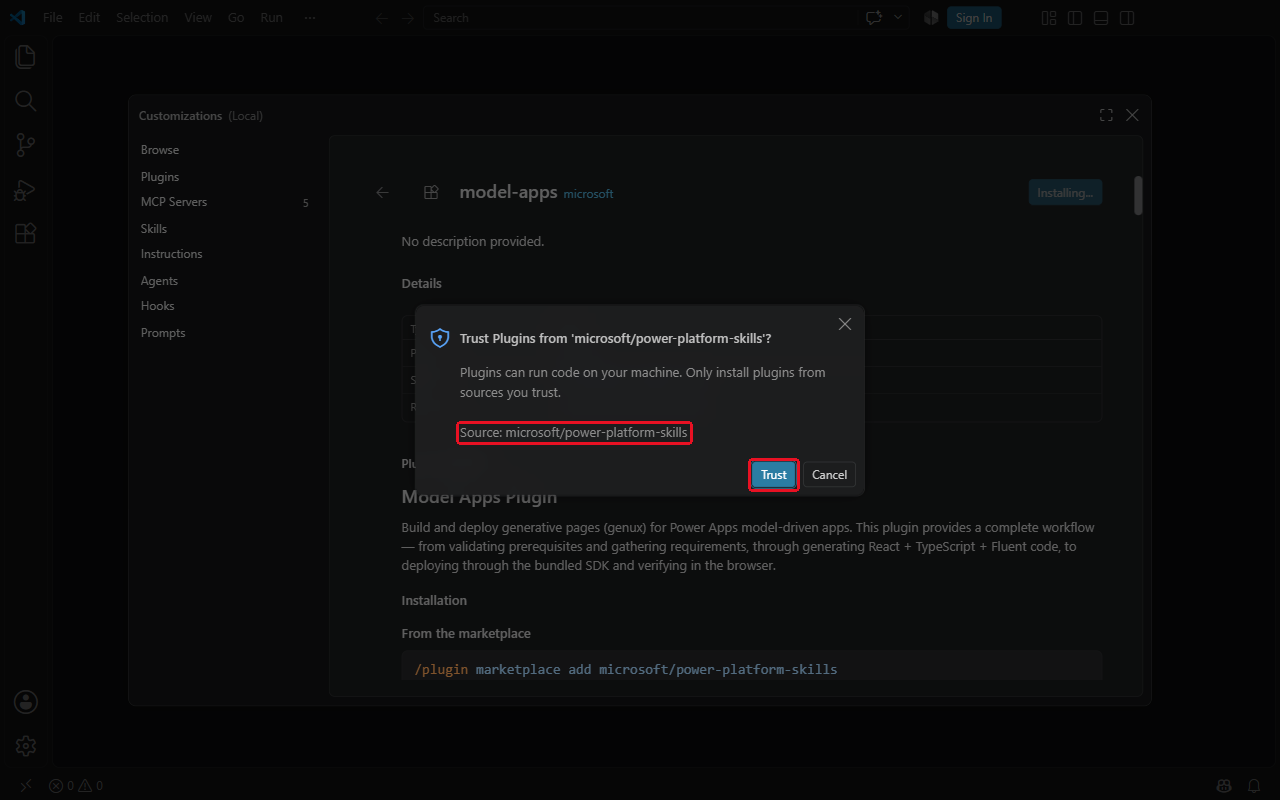 File Edit Selection View Go Run ...
Search
Sign In
Customizations (Local)
Browse
Plugins
MCP Servers 5
Skills
Instructions
Agents
Hooks
Prompts
model-apps microsoft
Installing...
No description provided.
Details
Trust Plugins from 'microsoft/power-platform-skills'?
Plugins can run code on your machine. Only install plugins from
sources you trust.
Source: microsoft/power-platform-skills
Trust Cancel
Model Apps Plugin
Build and deploy generative pages (genux) for Power Apps model-driven apps. This plugin provides a complete workflow
— from validating prerequisites and gathering requirements, through generating React + TypeScript + Fluent code, to
deploying through the bundled SDK and verifying in the browser.
Installation
From the marketplace
/plugin marketplace add microsoft/power-platform-skills
0 0